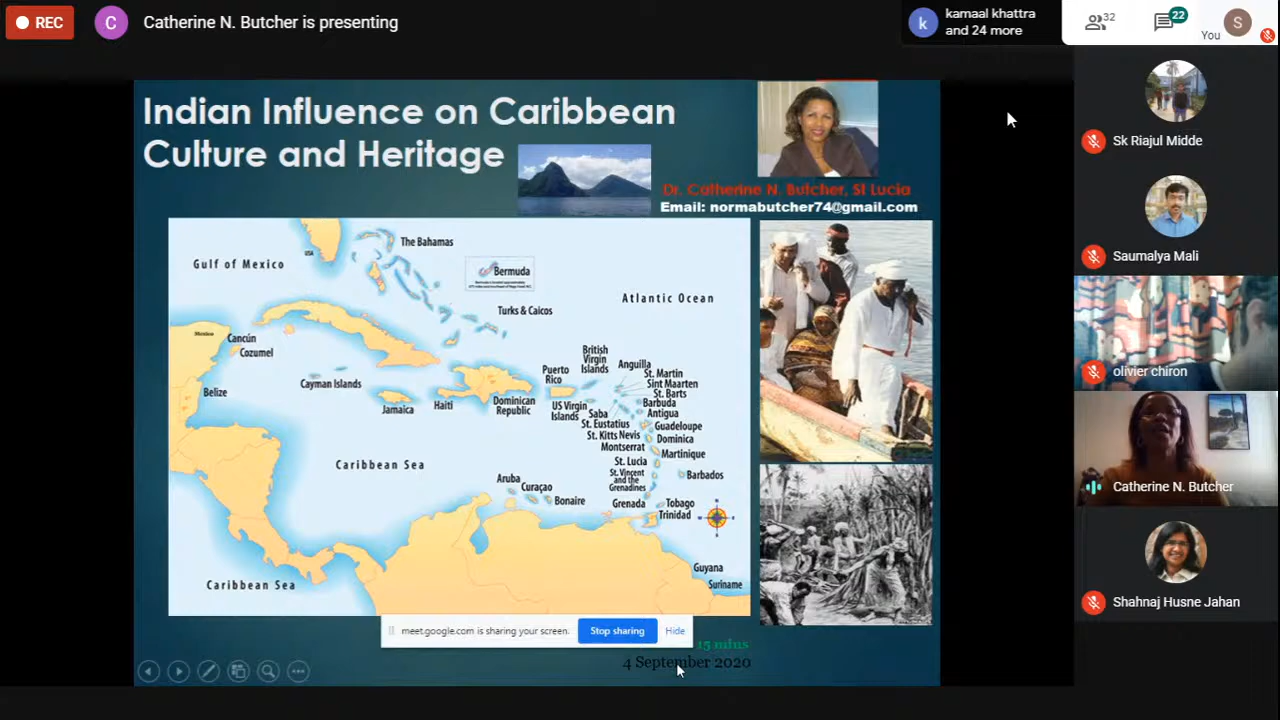 REC
C
Catherine N. Butcher is presenting
k
kamaal khattra
and 24 more
32
22
You
S
Indian Influence on Caribbean
Culture and Heritage
Dr. Catherine N. Butcher, St Lucia
Email: normabutcher74@gmail.com
The Bahamas
USA
Gulf of Mexico
Bermuda
Atlantic Ocean
Turks & Caicos
Mexico
Cancún
Cozumel
British
Virgin
Islands
Anguilla
St. Martin
Sint Maarten
St. Barts
Puerto
Rico
Cayman Islands
Belize
Jamaica
Haiti
Dominican
Republic
US Virgin
Islands
Saba
St. Eustatius
St. Kitts
Nevis
Montserrat
Barbuda
Antigua
Guadeloupe
Dominica
Martinique
St. Lucia
St. Vincent
and the
Grenadines
Barbados
Caribbean Sea
Aruba
Curaçao
Bonaire
Grenada
Tobago
Trinidad
Guyana
Suriname
Caribbean Sea
meet.google.com is sharing your screen.
Stop sharing
Hide
15 mins
4 September 2020
Sk Riajul Midde
Saumalya Mali
olivier chiron
Catherine N. Butcher
Shahnaj Husne Jahan